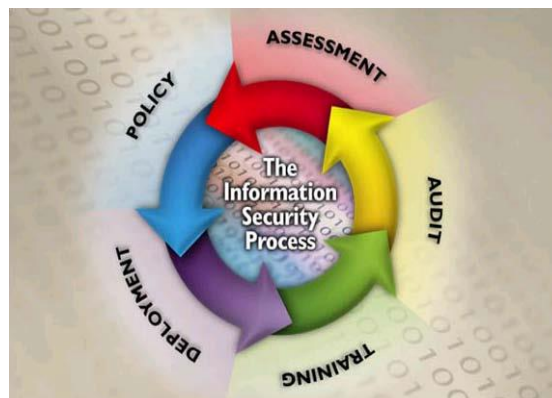 ASSESSMENT
POLICY
AUDIT
The
Information
Security
Process
DEPLOYMENT
TRAINING